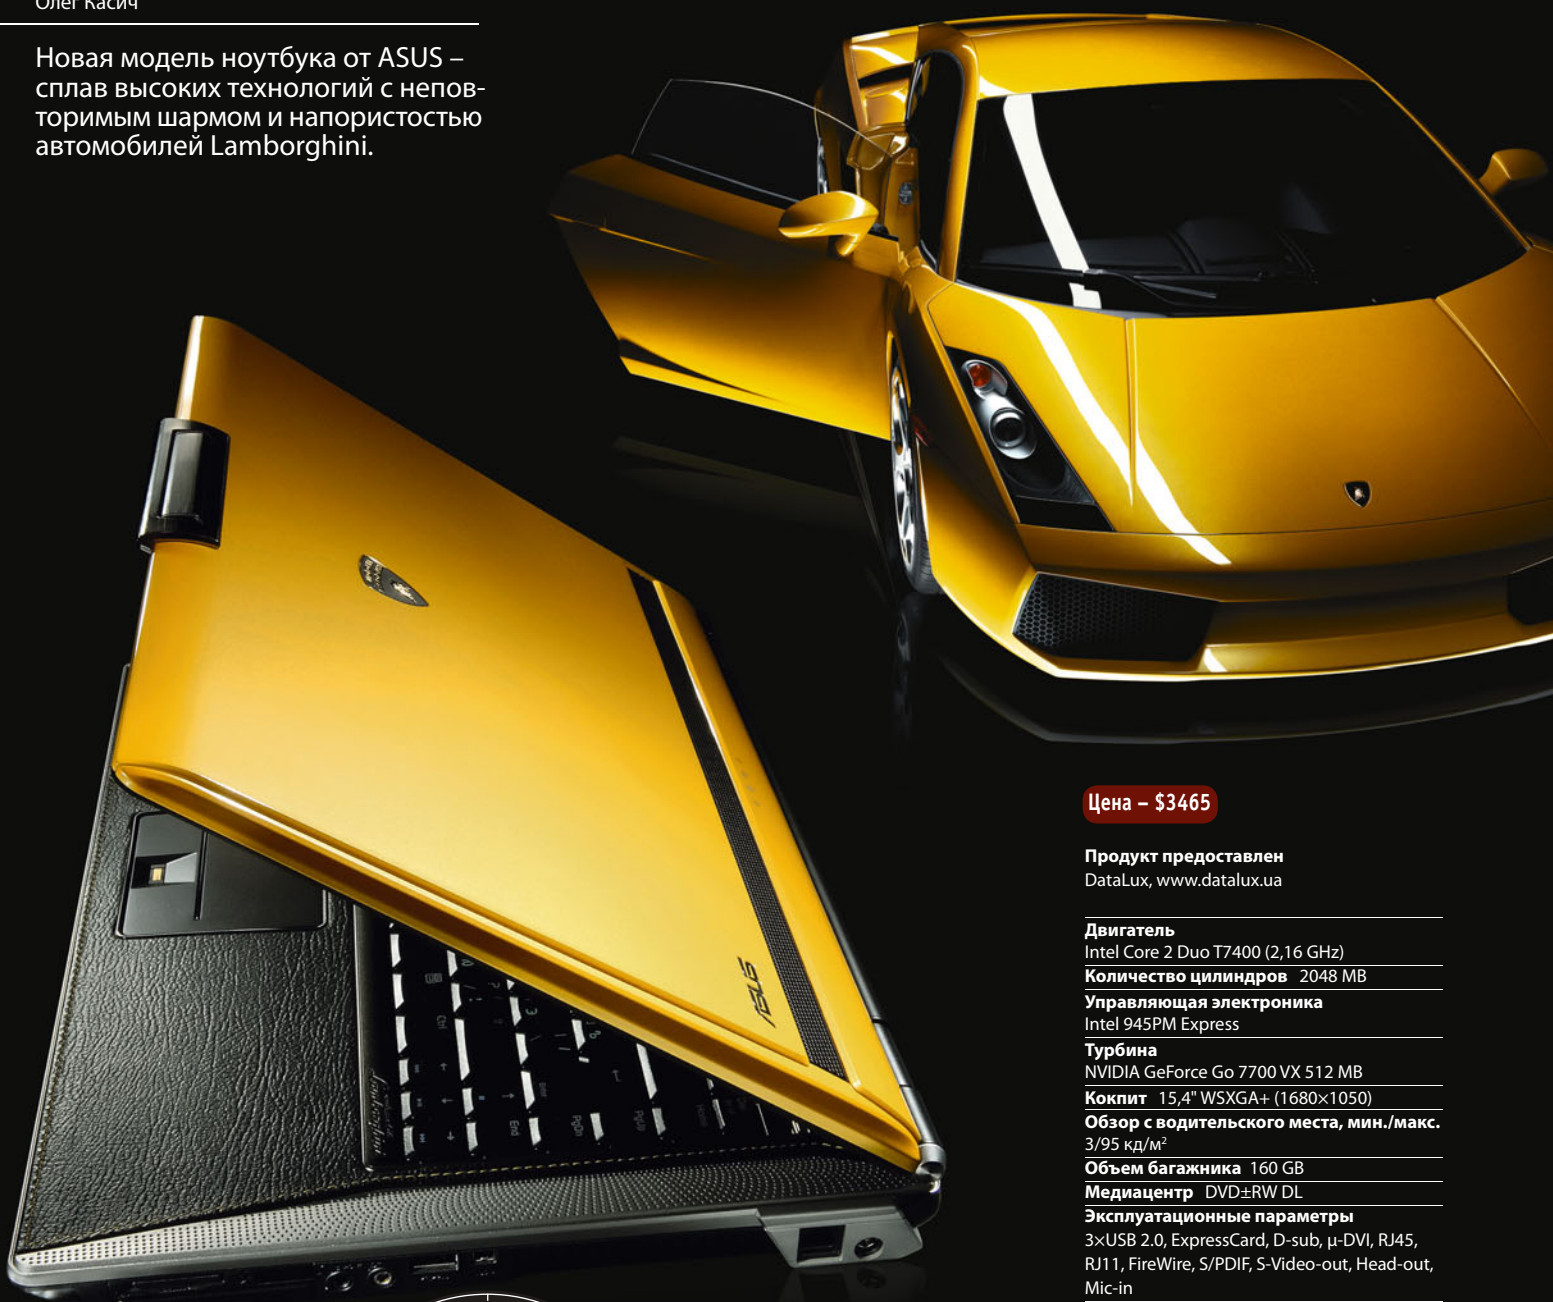 Олег Касич
Новая модель ноутбука от ASUS –
сплав высоких технологий с непов-
торимым шармом и напористостью
автомобилей Lamborghini.
ASUS
Ctrl
End
PgDn
PgUp
Цена – $3465
Продукт предоставлен
DataLux, www.datalux.ua
Двигатель
Intel Core 2 Duo T7400 (2,16 GHz)
Количество цилиндров 2048 MB
Управляющая электроника
Intel 945PM Express
Турбина
NVIDIA GeForce Go 7700 VX 512 MB
Кокпит 15,4" WSXGA+ (1680×1050)
Обзор с водительского места, мин./макс.
3/95 кд/м²
Объем багажника 160 GB
Медиацентр DVD±RW DL
Эксплуатационные параметры
3×USB 2.0, ExpressCard, D-sub, μ-DVI, RJ45,
RJ11, FireWire, S/PDIF, S-Video-out, Head-out,
Mic-in